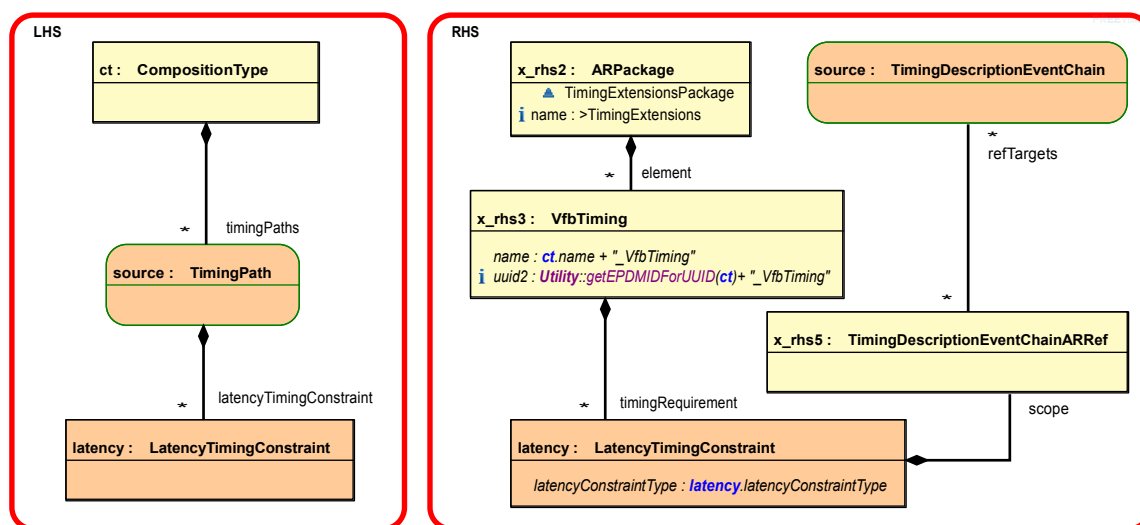 LHS
ct : CompositionType
* timingPaths
source : TimingPath
* latencyTimingConstraint
latency : LatencyTimingConstraint
RHS
x_rhs2 : ARPackage
TimingExtensionsPackage
i name : >TimingExtensions
* element
x_rhs3 : VfbTiming
name : ct.name + "_VfbTiming"
i uuid2 : Utility::getEPDMIDForUUID(ct)+ "_VfbTiming"
* timingRequirement
latency : LatencyTimingConstraint
latencyConstraintType : latency.latencyConstraintType
source : TimingDescriptionEventChain
*
refTargets
*
x_rhs5 : TimingDescriptionEventChainARRef
scope